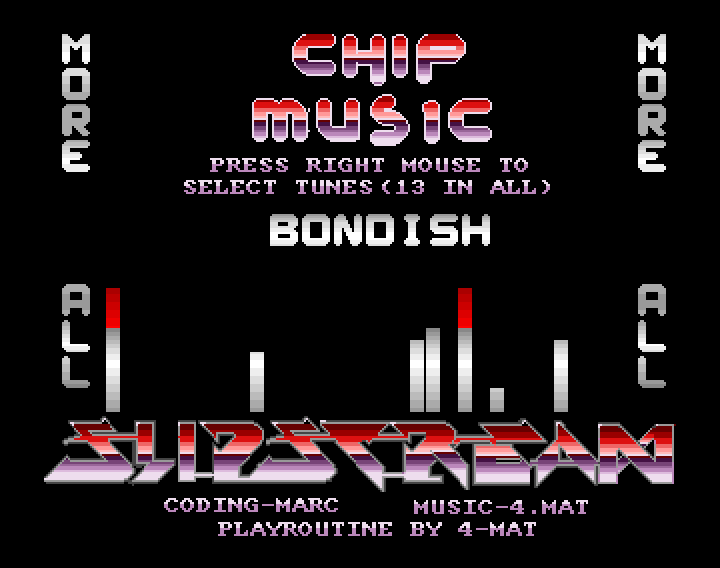 MORE
CHIP
MUSIC
MORE
PRESS RIGHT MOUSE TO
SELECT TUNES(13 IN ALL)
BONDISH
ALL
ALL
SLIPSTREAM
CODING-MARC
MUSIC-4.MAT
PLAYROUTINE BY 4-MAT